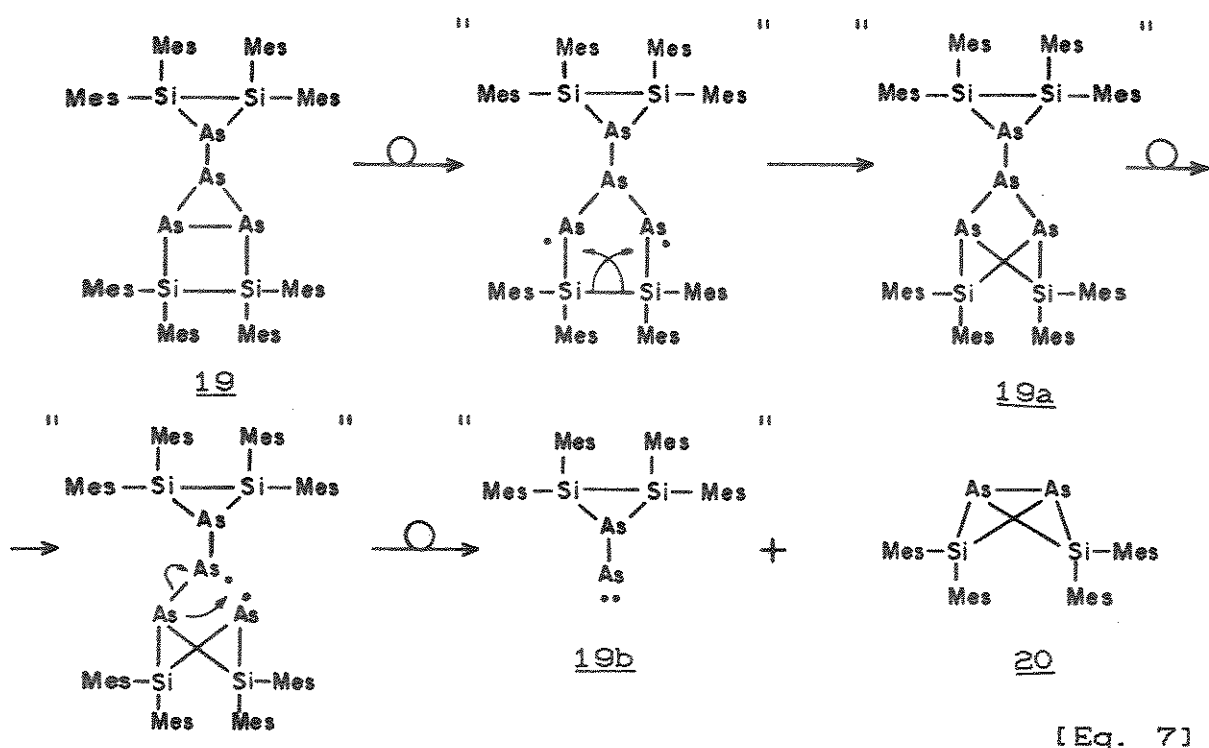 " " " "
Mes Mes Mes Mes Mes Mes
Mes-Si-Si-Mes Mes-Si-Si-Mes Mes-Si-Si-Mes
As As As
As As As
As-As As· As· As As
Mes-Si-Si-Mes Mes-Si-Si-Mes Mes-Si Si-Mes
Mes Mes Mes Mes Mes Mes
19 19a
" " " "
Mes Mes Mes Mes
Mes-Si-Si-Mes Mes-Si-Si-Mes As-As
As As +
As· As
As As· ·· Mes-Si Si-Mes
Mes-Si Si-Mes 19b Mes Mes
Mes Mes 20
[Eq. 7]